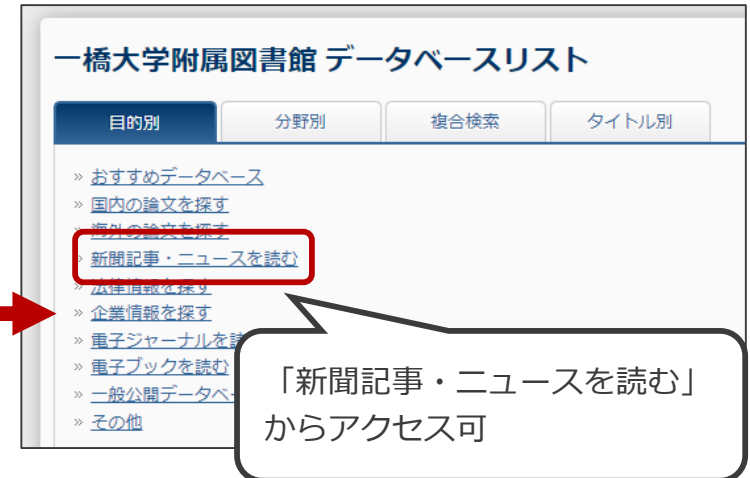 一橋大学附属図書館 データベースリスト
目的別
分野別
複合検索
タイトル別
» おすすめデータベース
» 国内の論文を探す
» 海外の論文を探す
» 新聞記事・ニュースを読む
» 法律情報を探す
» 企業情報を探す
» 電子ジャーナルを読
» 電子ブックを読む
» 一般公開データベー
» その他
「新聞記事・ニュースを読む」
からアクセス可